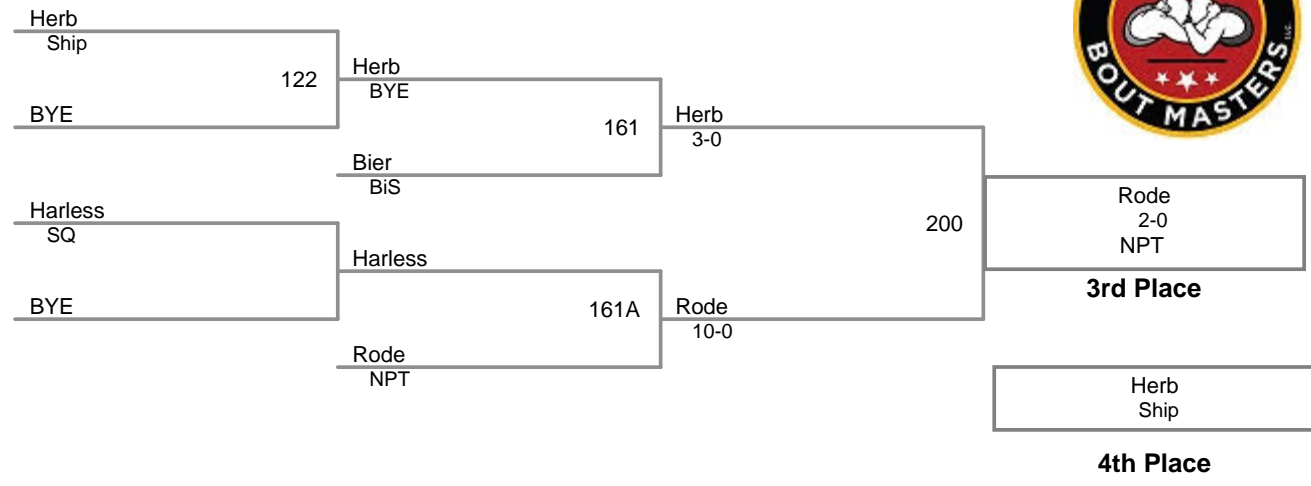 Herb
Ship
122
BYE
Herb
BYE
161
Bier
BiS
Herb
3-0
Harless
SQ
BYE
Harless
161A
Rode
NPT
Rode
10-0
200
Rode
2-0
NPT
3rd Place
Herb
Ship
4th Place
BOUT MASTERS LLC.